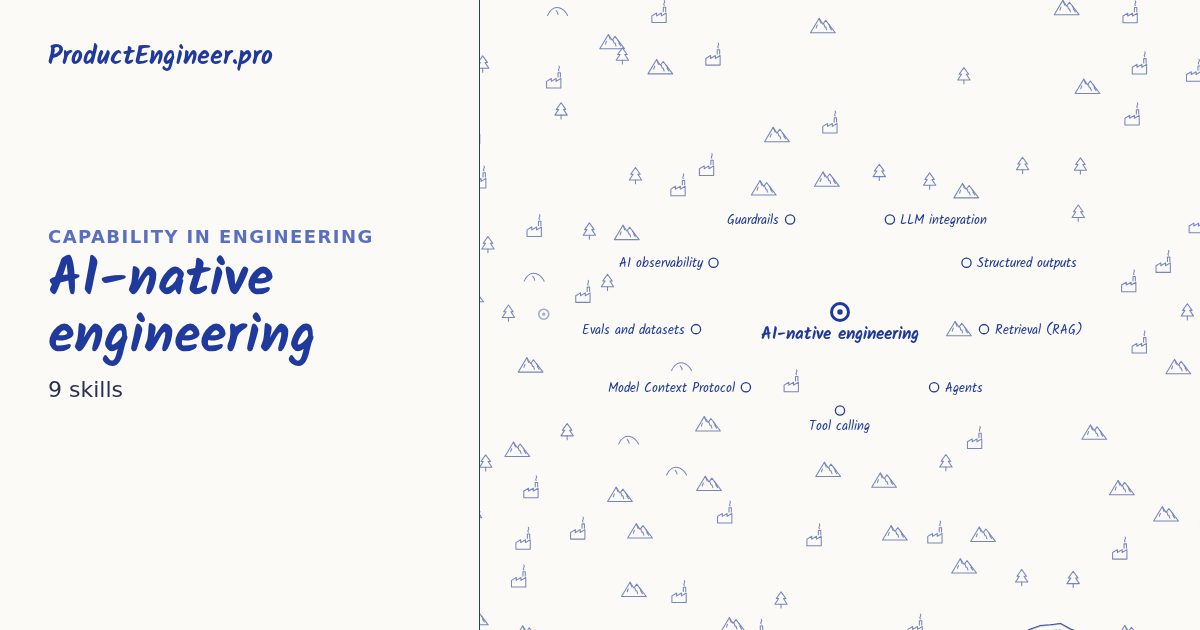 ProductEngineer.pro
CAPABILITY IN ENGINEERING
AI-native
engineering
9 skills
Guardrails
LLM integration
AI observability
Structured outputs
Evals and datasets
AI-native engineering
Retrieval (RAG)
Model Context Protocol
Agents
Tool calling